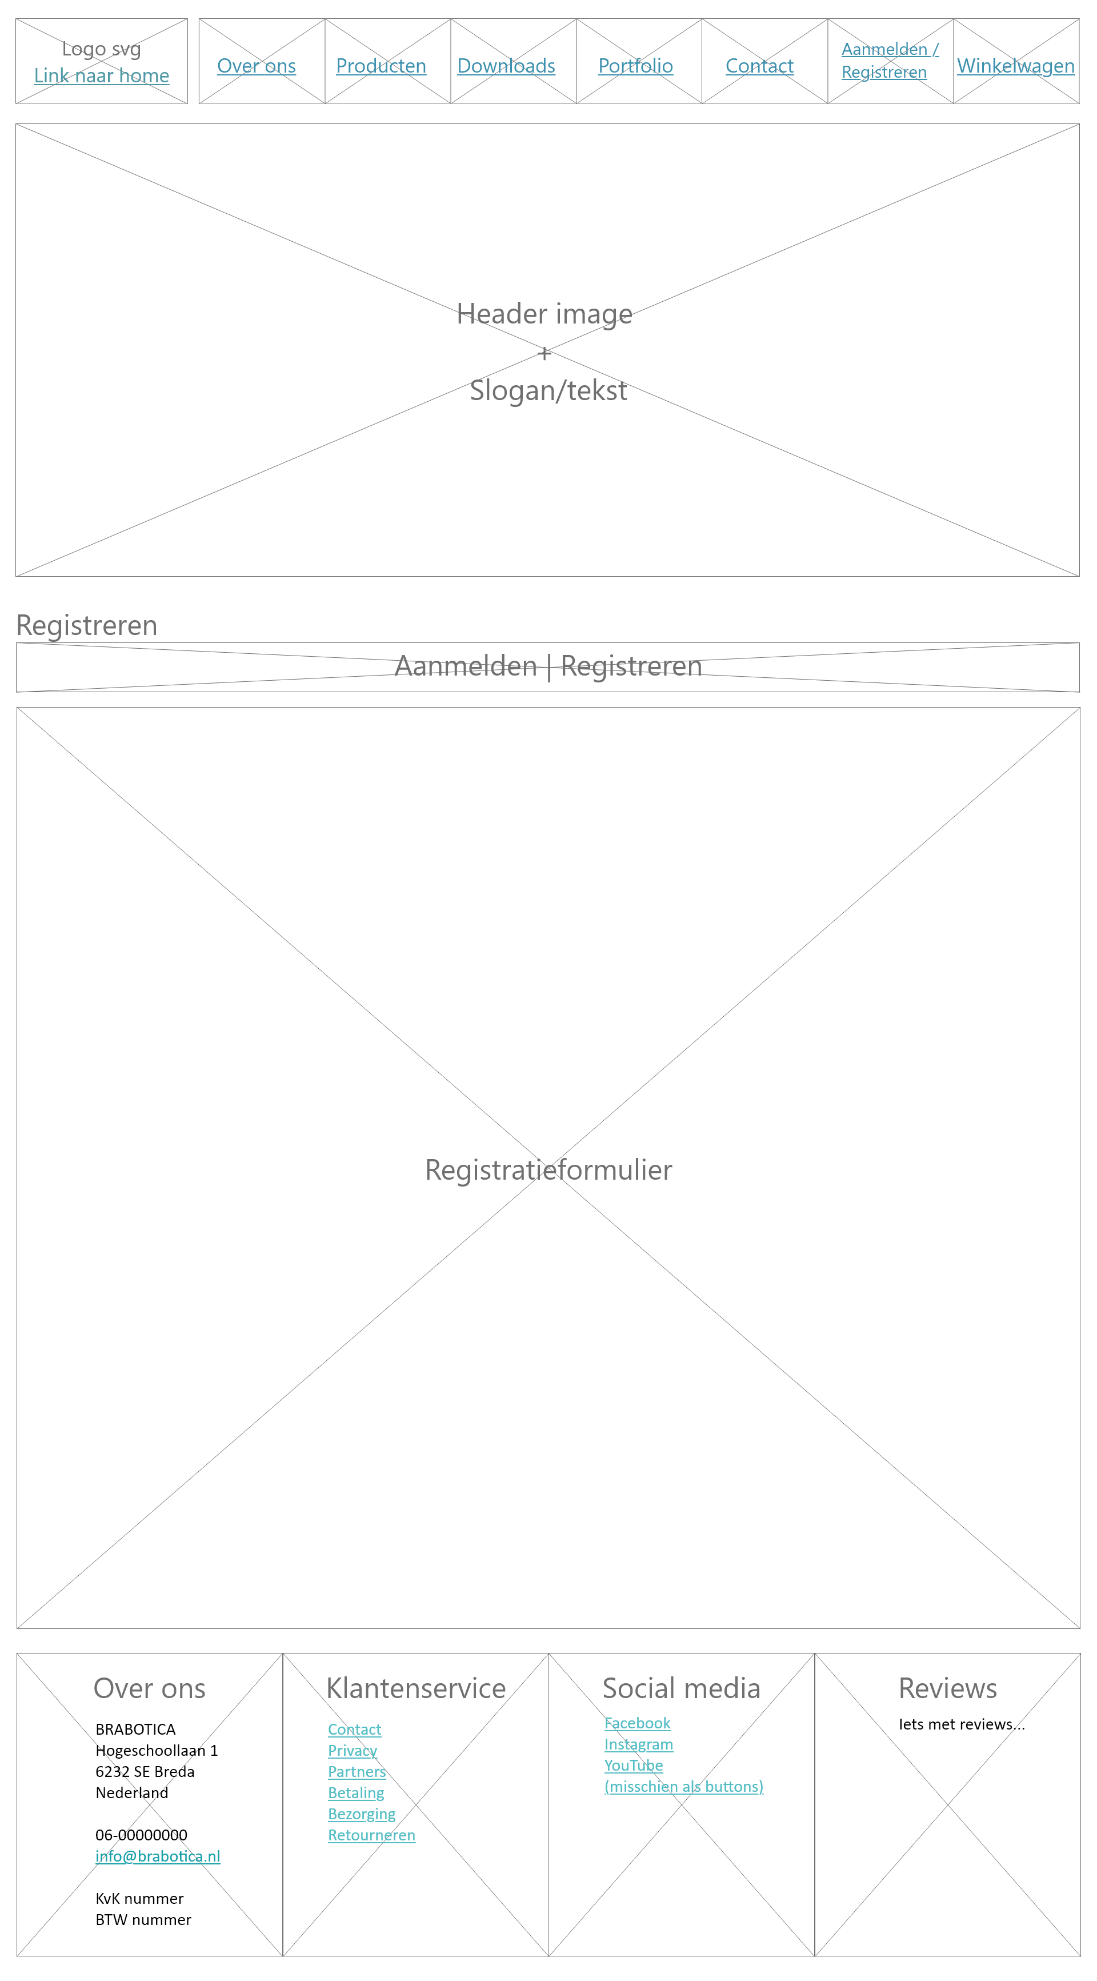 Logo svg
Link naar home
Over ons
Producten
Downloads
Portfolio
Contact
Aanmelden /
Registreren
Winkelwagen
Header image
+
Slogan/tekst
Registreren
Aanmelden | Registreren
Registratieformulier
Over ons
BRABOTICA
Hogeschoollaan 1
6232 SE Breda
Nederland
06-00000000
info@brabotica.nl
KvK nummer
BTW nummer
Klantenservice
Contact
Privacy
Partners
Betaling
Bezorging
Retourneren
Social media
Facebook
Instagram
YouTube
(misschien als buttons)
Reviews
Iets met reviews...